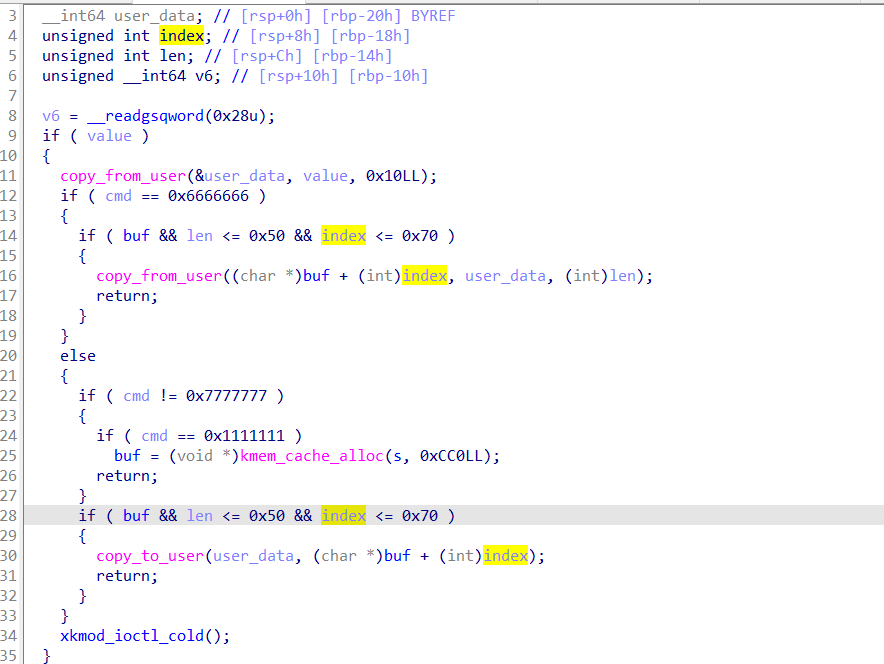 3 __int64 user_data; // [rsp+0h] [rbp-20h] BYREF
4 unsigned int index; // [rsp+8h] [rbp-18h]
5 unsigned int len; // [rsp+Ch] [rbp-14h]
6 unsigned __int64 v6; // [rsp+10h] [rbp-10h]
7
8 v6 = __readgsqword(0x28u);
9 if ( value )
10 {
11 copy_from_user(&user_data, value, 0x10LL);
12 if ( cmd == 0x6666666 )
13 {
14 if ( buf && len <= 0x50 && index <= 0x70 )
15 {
16 copy_from_user((char *)buf + (int)index, user_data, (int)len);
17 return;
18 }
19 }
20 else
21 {
22 if ( cmd != 0x7777777 )
23 {
24 if ( cmd == 0x1111111 )
25 buf = (void *)kmem_cache_alloc(s, 0xCC0LL);
26 return;
27 }
28 if ( buf && len <= 0x50 && index <= 0x70 )
29 {
30 copy_to_user(user_data, (char *)buf + (int)index);
31 return;
32 }
33 }
34 xkmod_ioctl_cold();
35 }